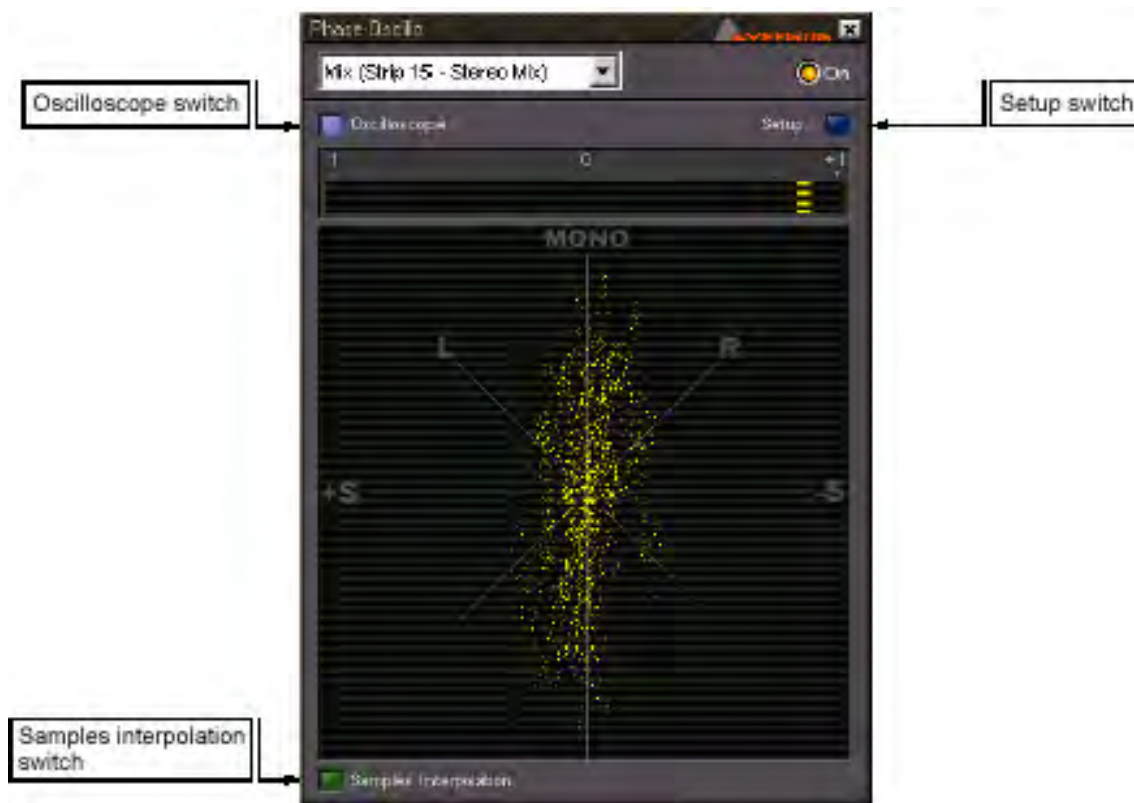 Phase Oscillo
Mix (Strip 15 - Stereo Mix)
On
Oscilloscope switch
Setup switch
Oscilloscope
Setup
-1 0 +1
MONO
L R
+S -S
Samples interpolation
switch
Samples Interpolation